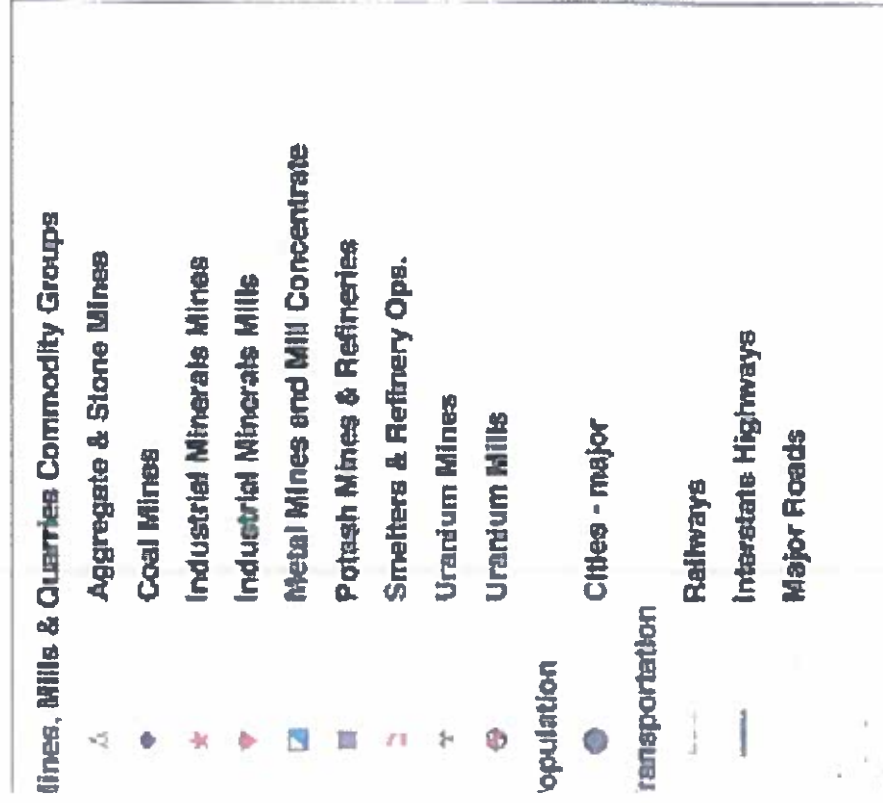 lines, Mills & Quarries Commodity Groups
Aggregate & Stone Mines
Coal Mines
Industrial Minerals Mines
Industrial Minerals Mills
Metal Mines and Mill Concentrate
Potash Mines & Refineries
Smelters & Refinery Ops.
Uranium Mines
Uranium Mills
opulation
Cities - major
ransportation
Railways
Interstate Highways
Major Roads